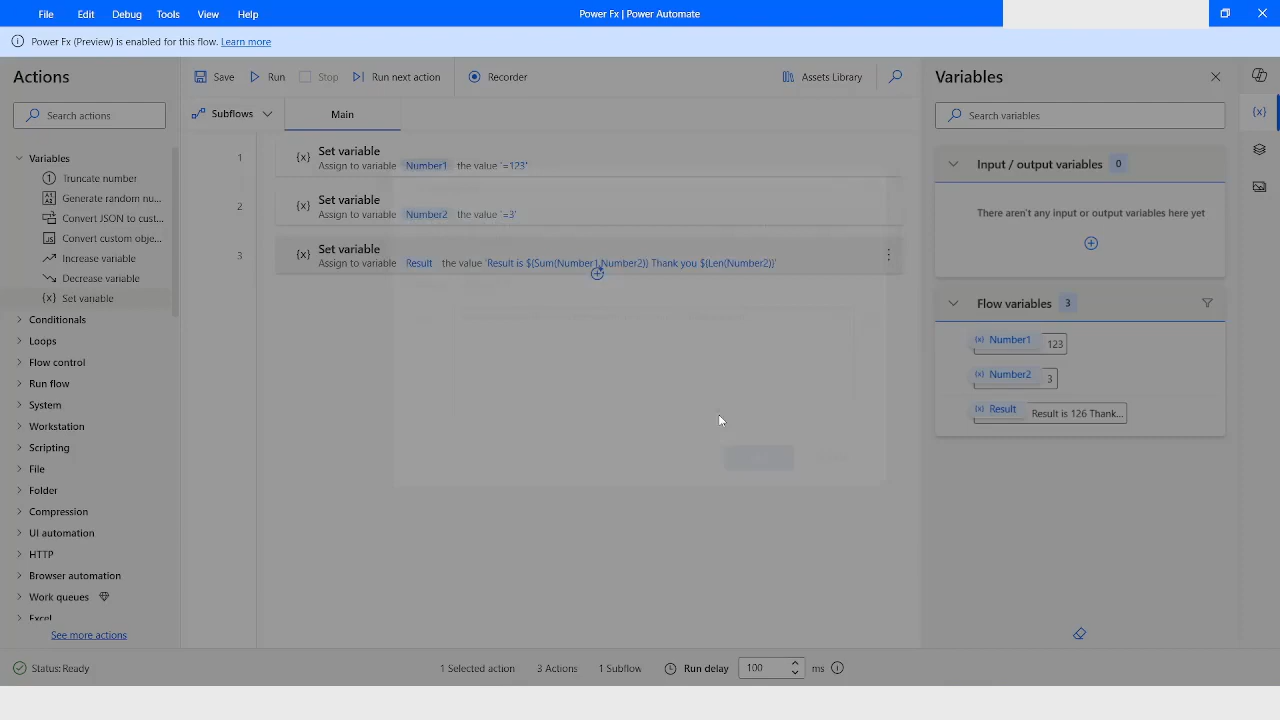 File Edit Debug Tools View Help Power Fx | Power Automate
Power Fx (Preview) is enabled for this flow. Learn more
Actions
Search actions
Variables
Truncate number
Generate random nu...
Convert JSON to cust...
Convert custom obje...
Increase variable
Decrease variable
Set variable
Conditionals
Loops
Flow control
Run flow
System
Workstation
Scripting
File
Folder
Compression
UI automation
HTTP
Browser automation
Work queues
Excel
See more actions
Save Run Stop Run next action Recorder Assets Library
Subflows Main
1
Set variable
Assign to variable Number1 the value '=123'
2
Set variable
Assign to variable Number2 the value '=3'
3
Set variable
Assign to variable Result the value 'Result is ${Sum(Number1,Number2)} Thank you ${Len(Number2)}'
Variables
Search variables
Input / output variables 0
There aren't any input or output variables here yet
Flow variables 3
Number1 123
Number2 3
Result Result is 126 Thank...
Status: Ready 1 Selected action 3 Actions 1 Subflow Run delay 100 ms